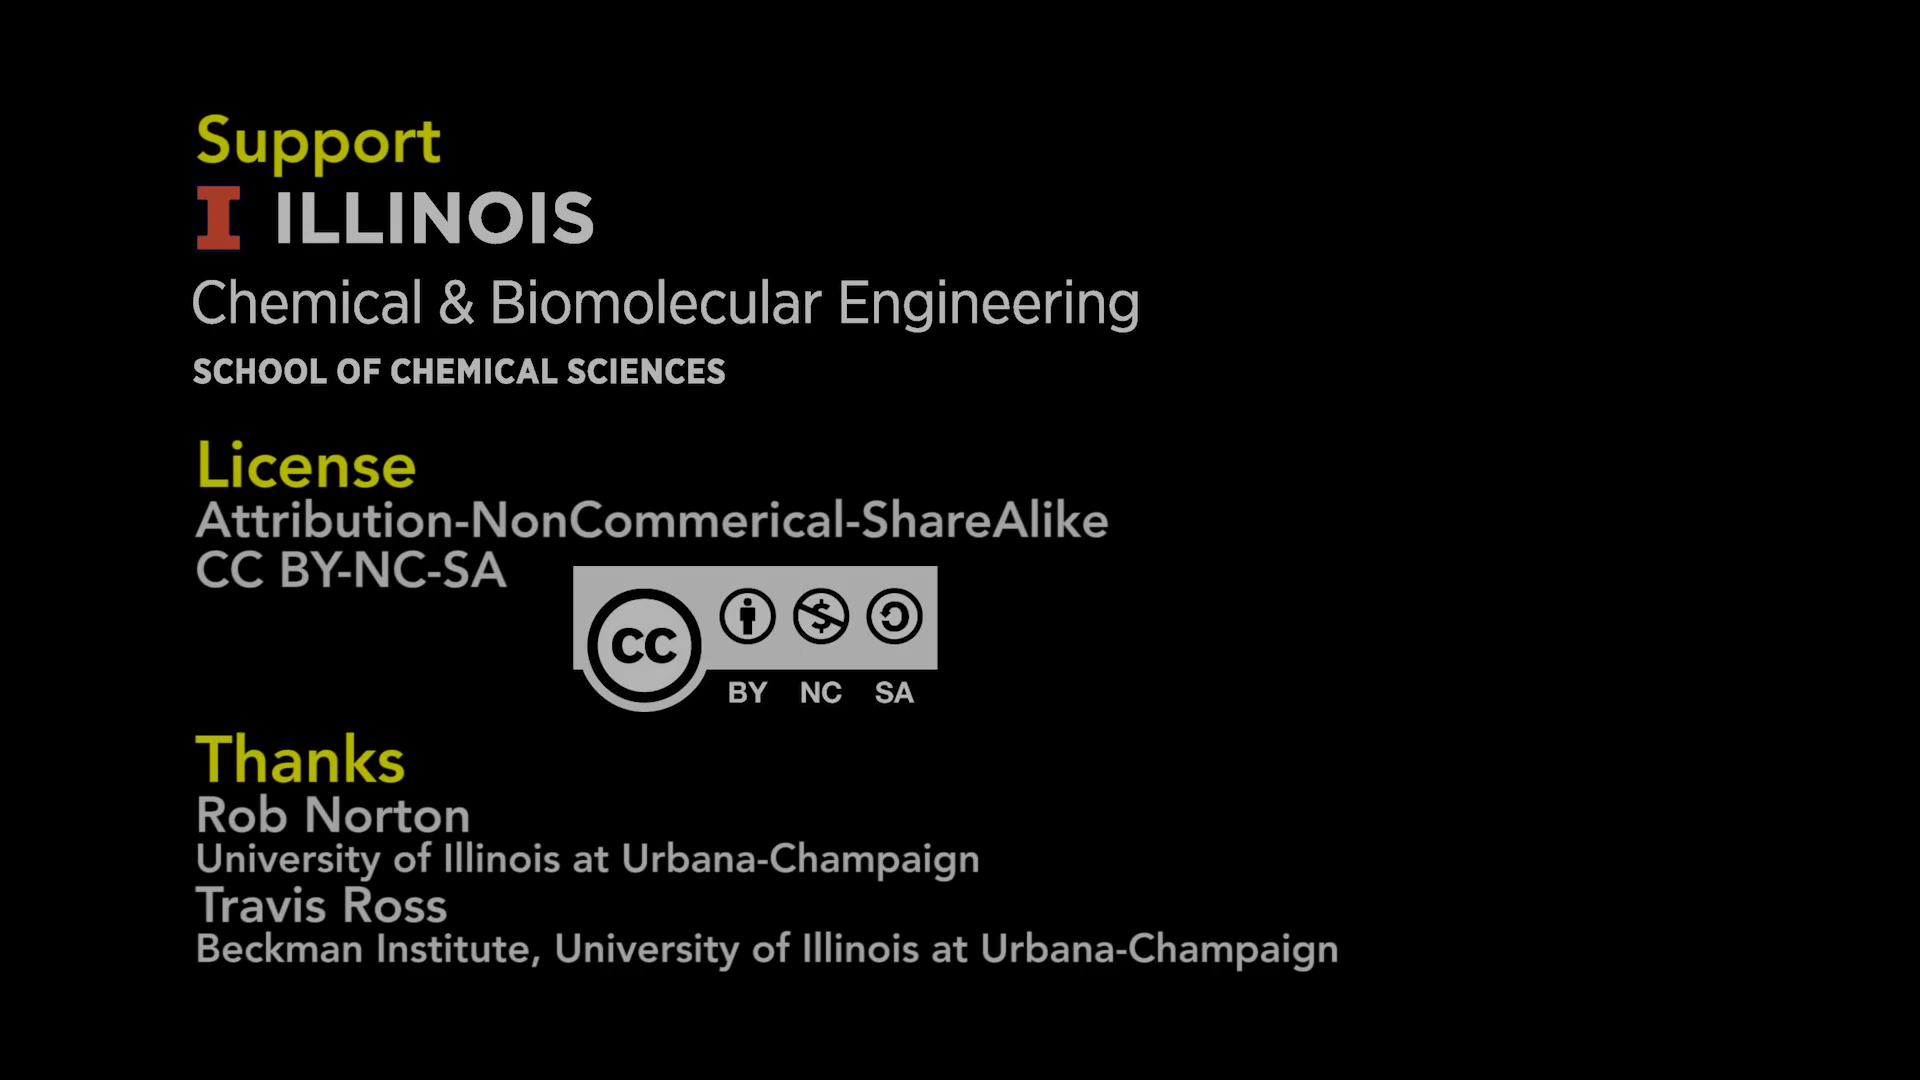 Support
I ILLINOIS
Chemical & Biomolecular Engineering
SCHOOL OF CHEMICAL SCIENCES
License
Attribution-NonCommerical-ShareAlike
CC BY-NC-SA
CC
BY NC SA
Thanks
Rob Norton
University of Illinois at Urbana-Champaign
Travis Ross
Beckman Institute, University of Illinois at Urbana-Champaign